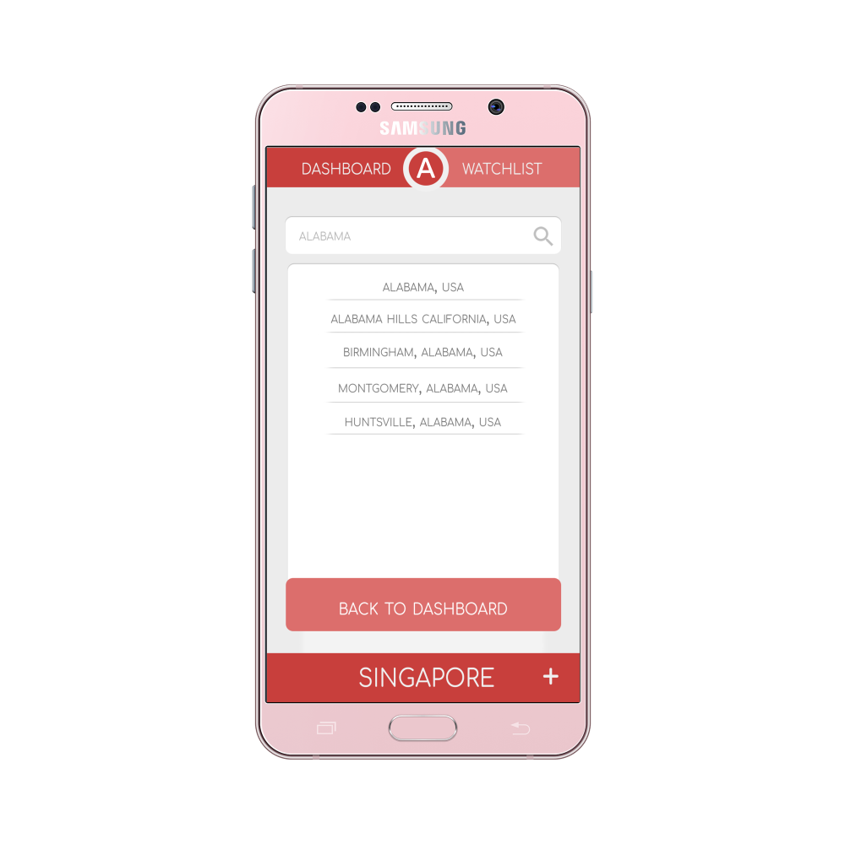 SAMSUNG
DASHBOARD A WATCHLIST
ALABAMA
ALABAMA, USA
ALABAMA HILLS CALIFORNIA, USA
BIRMINGHAM, ALABAMA, USA
MONTGOMERY, ALABAMA, USA
HUNTSVILLE, ALABAMA, USA
BACK TO DASHBOARD
SINGAPORE +